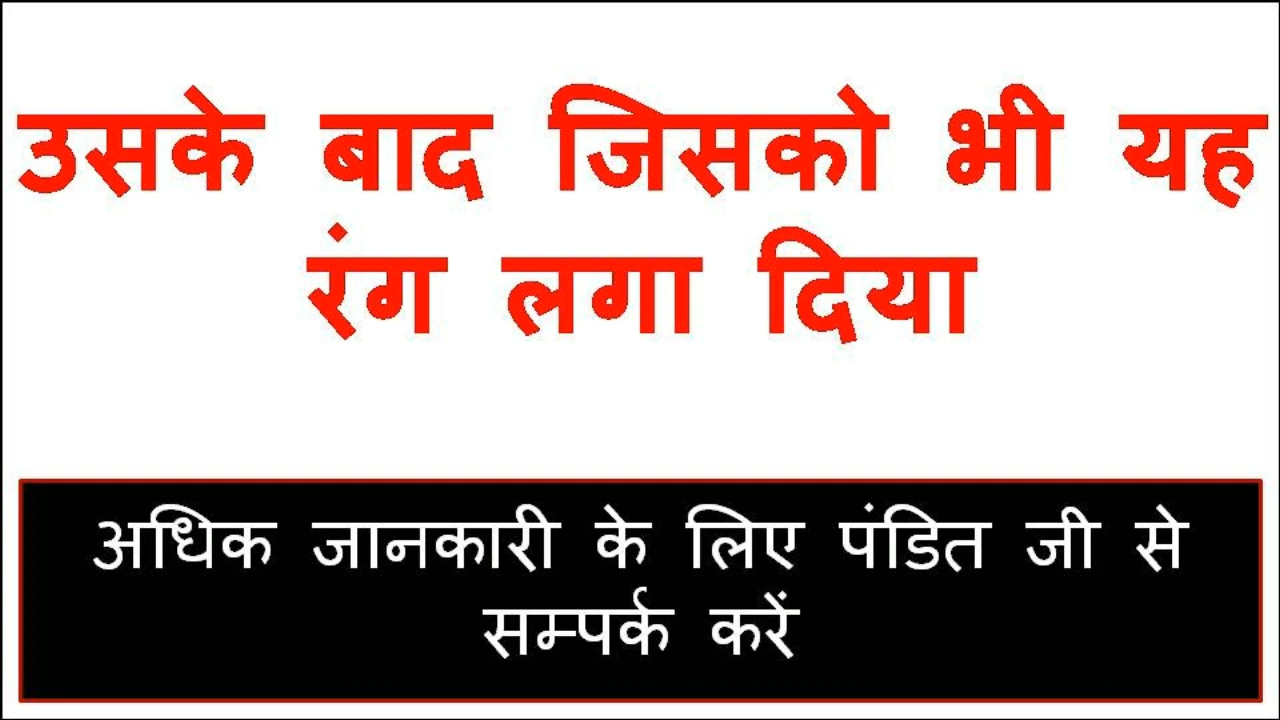 उसके बाद जिसको भी यह
रंग लगा दिया
अधिक जानकारी के लिए पंडित जी से
सम्पर्क करें